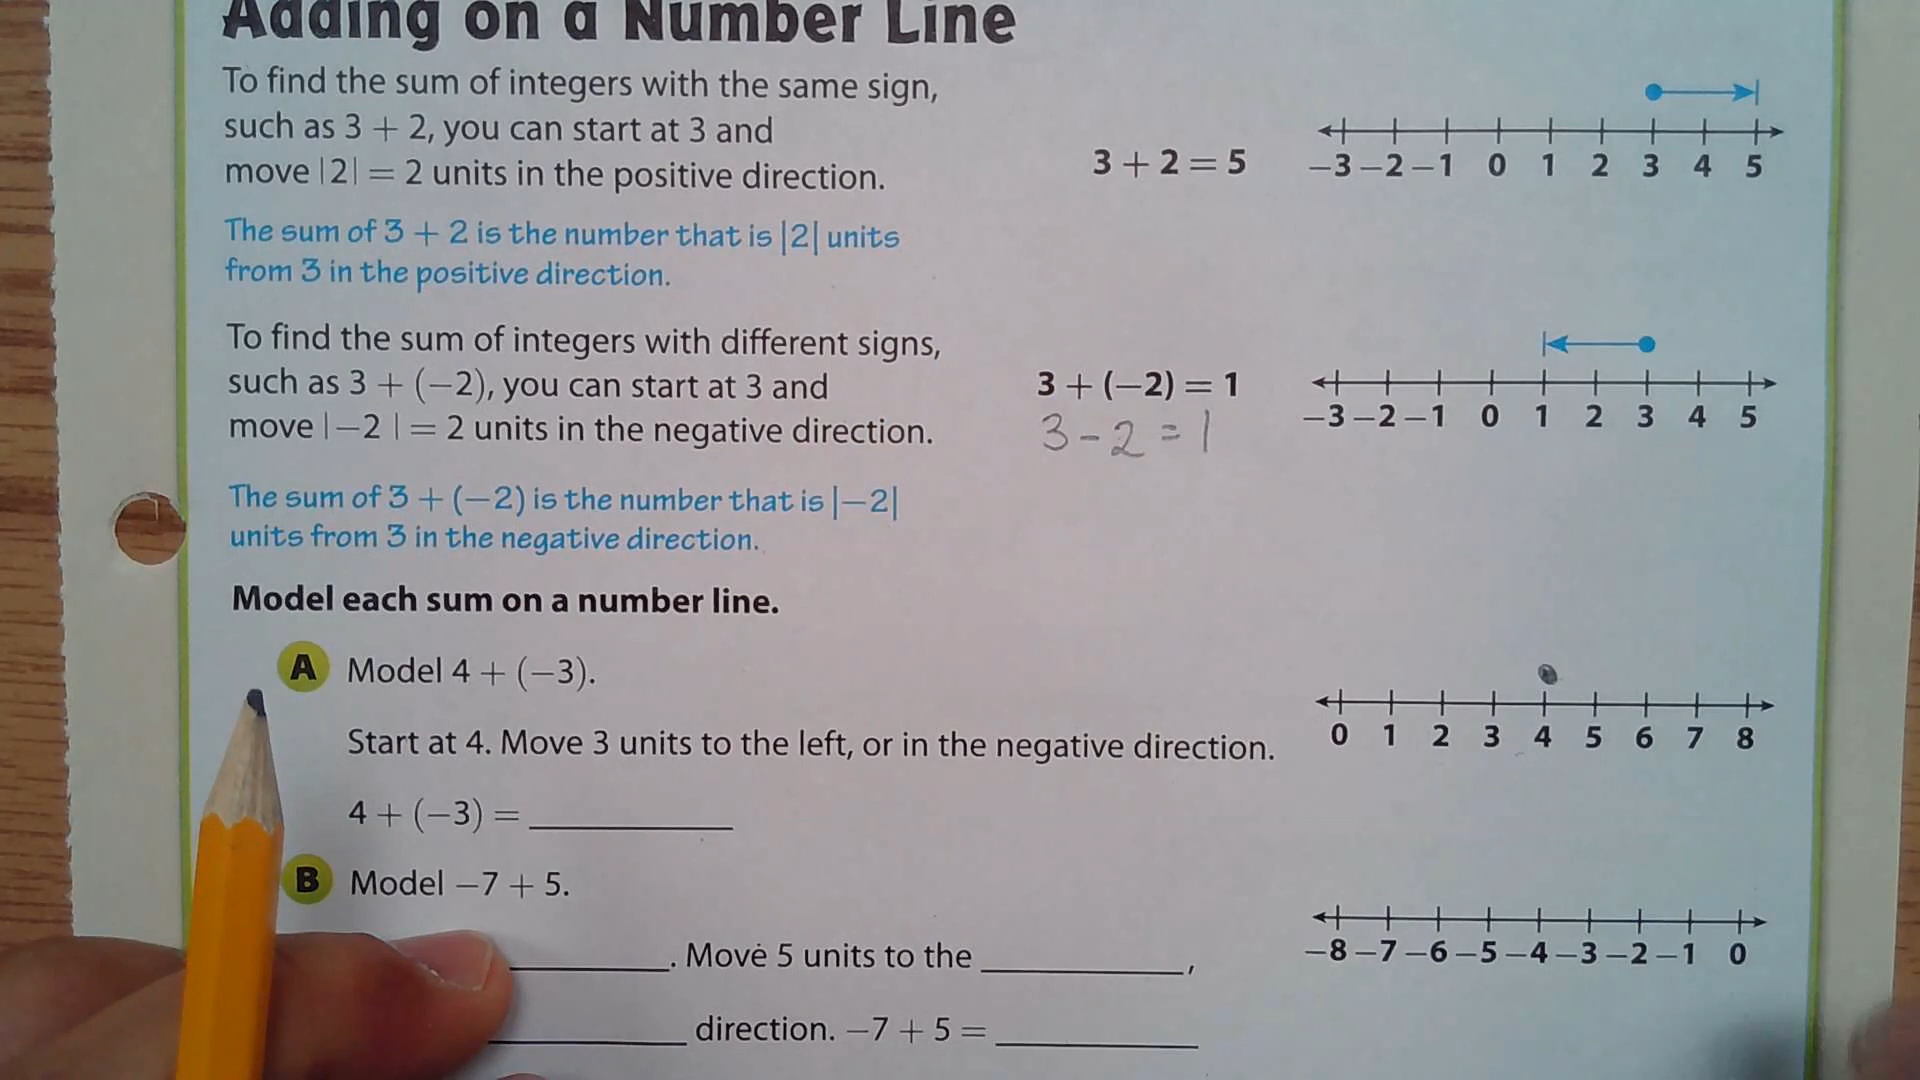 Adding on a Number Line
To find the sum of integers with the same sign,
such as 3 + 2, you can start at 3 and
move |2| = 2 units in the positive direction.
3 + 2 = 5
−3 −2 −1 0 1 2 3 4 5
The sum of 3 + 2 is the number that is |2| units
from 3 in the positive direction.
To find the sum of integers with different signs,
such as 3 + (−2), you can start at 3 and
move |−2 | = 2 units in the negative direction.
3 + (−2) = 1
3 - 2 = 1
−3 −2 −1 0 1 2 3 4 5
The sum of 3 + (−2) is the number that is |−2|
units from 3 in the negative direction.
Model each sum on a number line.
A Model 4 + (−3).
Start at 4. Move 3 units to the left, or in the negative direction.
0 1 2 3 4 5 6 7 8
4 + (−3) =
B Model −7 + 5.
. Move 5 units to the ,
−8 −7 −6 −5 −4 −3 −2 −1 0
direction. −7 + 5 =